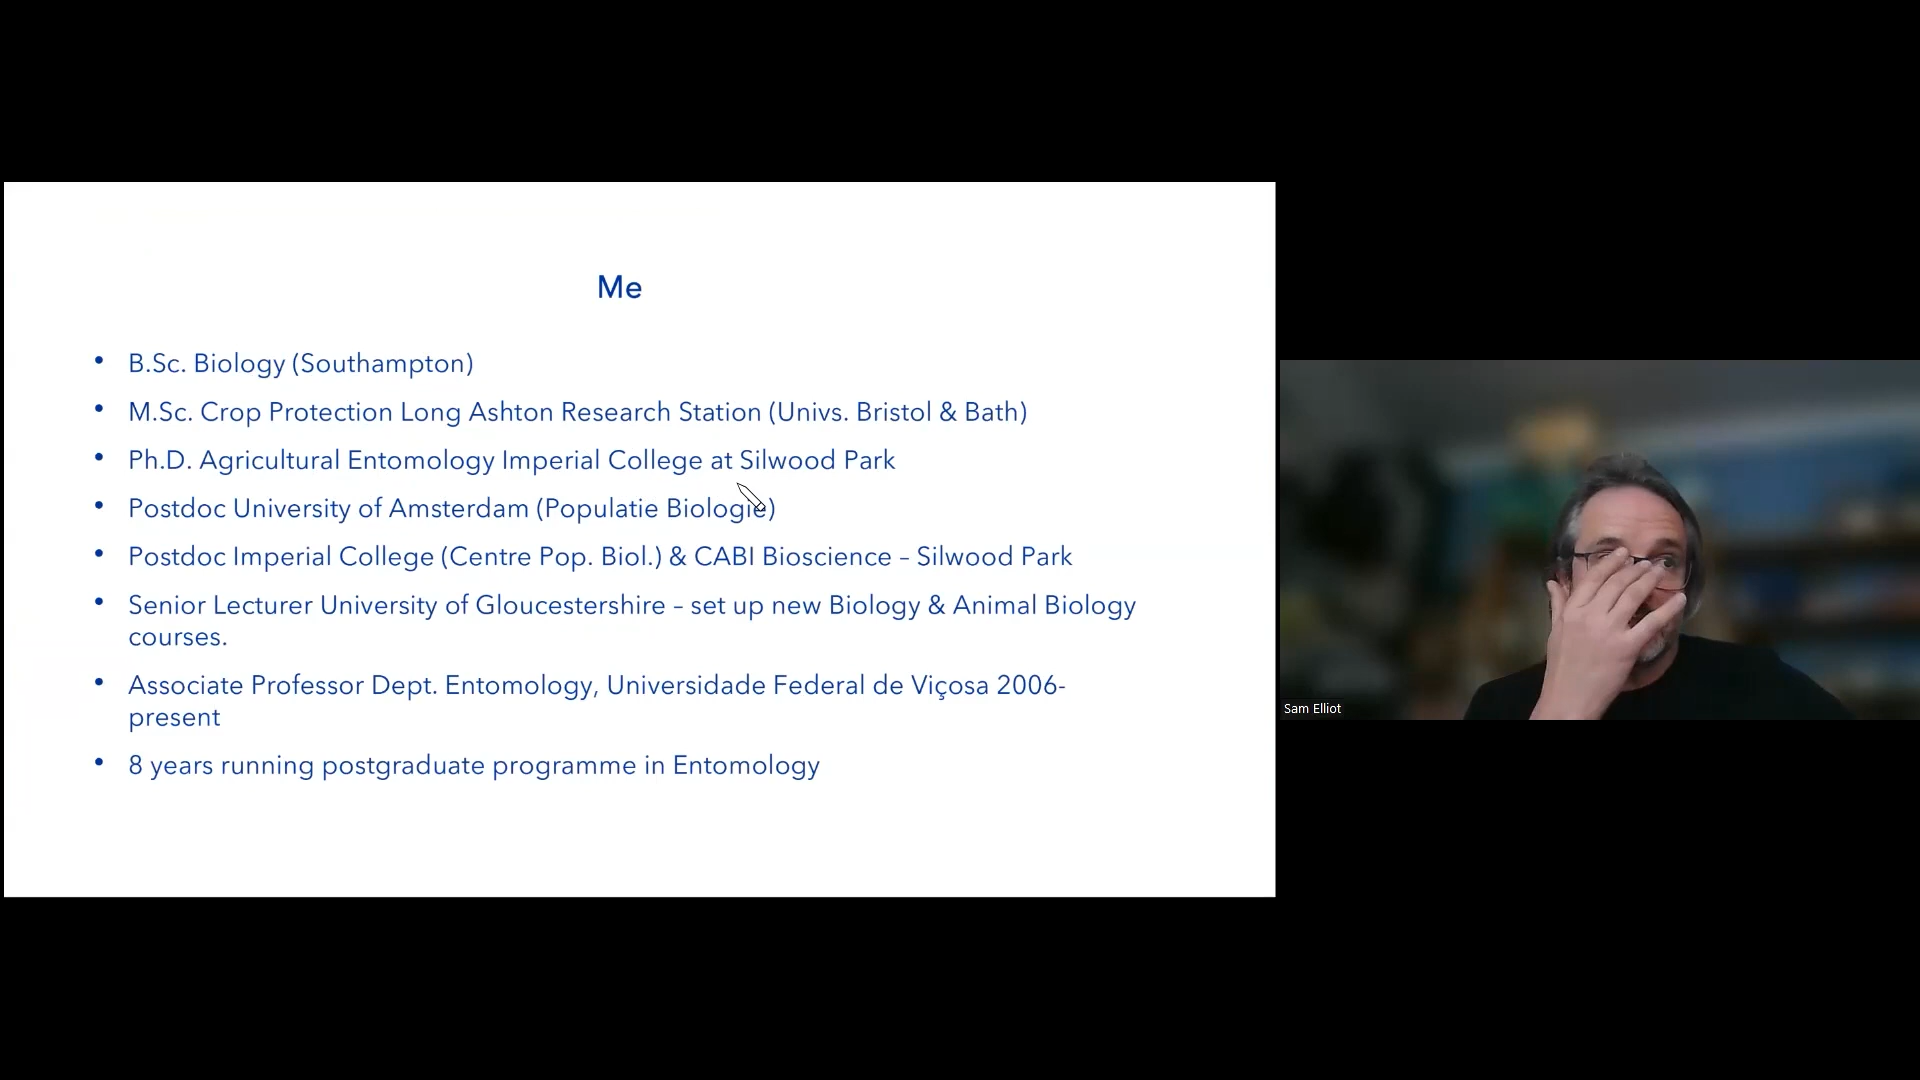 Me
• B.Sc. Biology (Southampton)
• M.Sc. Crop Protection Long Ashton Research Station (Univs. Bristol & Bath)
• Ph.D. Agricultural Entomology Imperial College at Silwood Park
• Postdoc University of Amsterdam (Populatie Biologie)
• Postdoc Imperial College (Centre Pop. Biol.) & CABI Bioscience – Silwood Park
• Senior Lecturer University of Gloucestershire – set up new Biology & Animal Biology
courses.
• Associate Professor Dept. Entomology, Universidade Federal de Viçosa 2006-
present
• 8 years running postgraduate programme in Entomology
Sam Elliot